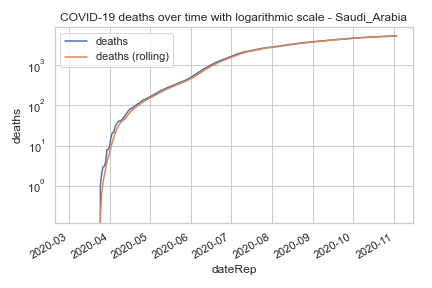 COVID-19 deaths over time with logarithmic scale - Saudi_Arabia
deaths
deaths (rolling)
10³
10²
10¹
10⁰
deaths
2020-03
2020-04
2020-05
2020-06
2020-07
2020-08
2020-09
2020-10
2020-11
dateRep